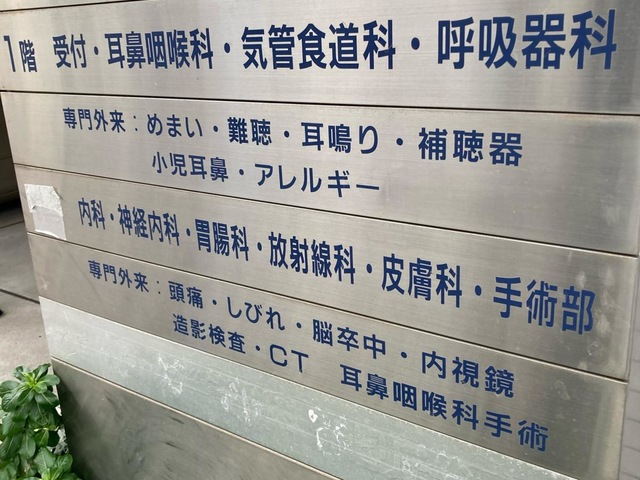 1階 受付・耳鼻咽喉科・気管食道科・呼吸器科
専門外来：めまい・難聴・耳鳴り・補聴器
小児耳鼻・アレルギー
内科・神経内科・胃腸科・放射線科・皮膚科・手術部
専門外来：頭痛・しびれ・脳卒中・内視鏡
造影検査・CT 耳鼻咽喉科手術